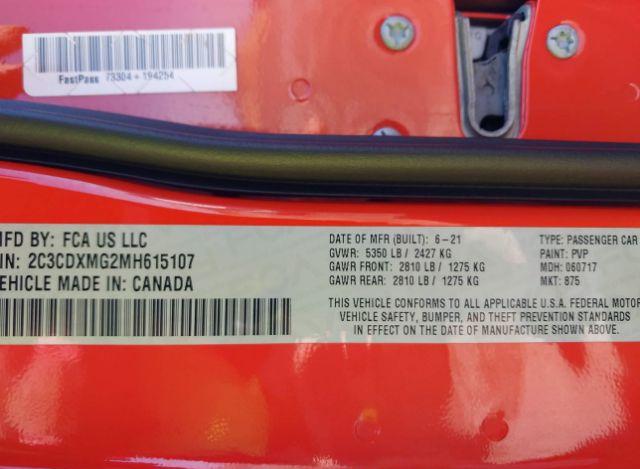 FastPass 73304 + 194254
MFD BY: FCA US LLC
VIN: 2C3CDXMG2MH615107
VEHICLE MADE IN: CANADA
DATE OF MFR (BUILT): 6-21
GVWR: 5350 LB / 2427 KG
GAWR FRONT: 2810 LB / 1275 KG
GAWR REAR: 2810 LB / 1275 KG
TYPE: PASSENGER CAR
PAINT: PVP
MDH: 060717
MKT: 875
THIS VEHICLE CONFORMS TO ALL APPLICABLE U.S.A. FEDERAL MOTOR
VEHICLE SAFETY, BUMPER, AND THEFT PREVENTION STANDARDS
IN EFFECT ON THE DATE OF MANUFACTURE SHOWN ABOVE.